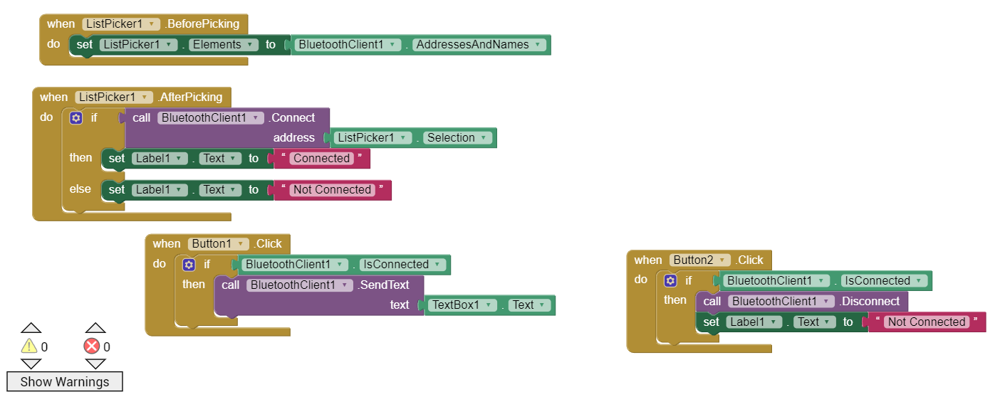 when ListPicker1 .BeforePicking
do set ListPicker1 . Elements to BluetoothClient1 . AddressesAndNames
when ListPicker1 .AfterPicking
do if call BluetoothClient1 .Connect
address ListPicker1 . Selection
then set Label1 . Text to “ Connected ”
else set Label1 . Text to “ Not Connected ”
when Button1 .Click
do if BluetoothClient1 . IsConnected
then call BluetoothClient1 .SendText
text TextBox1 . Text
when Button2 .Click
do if BluetoothClient1 . IsConnected
then call BluetoothClient1 .Disconnect
set Label1 . Text to “ Not Connected ”
0 0
Show Warnings